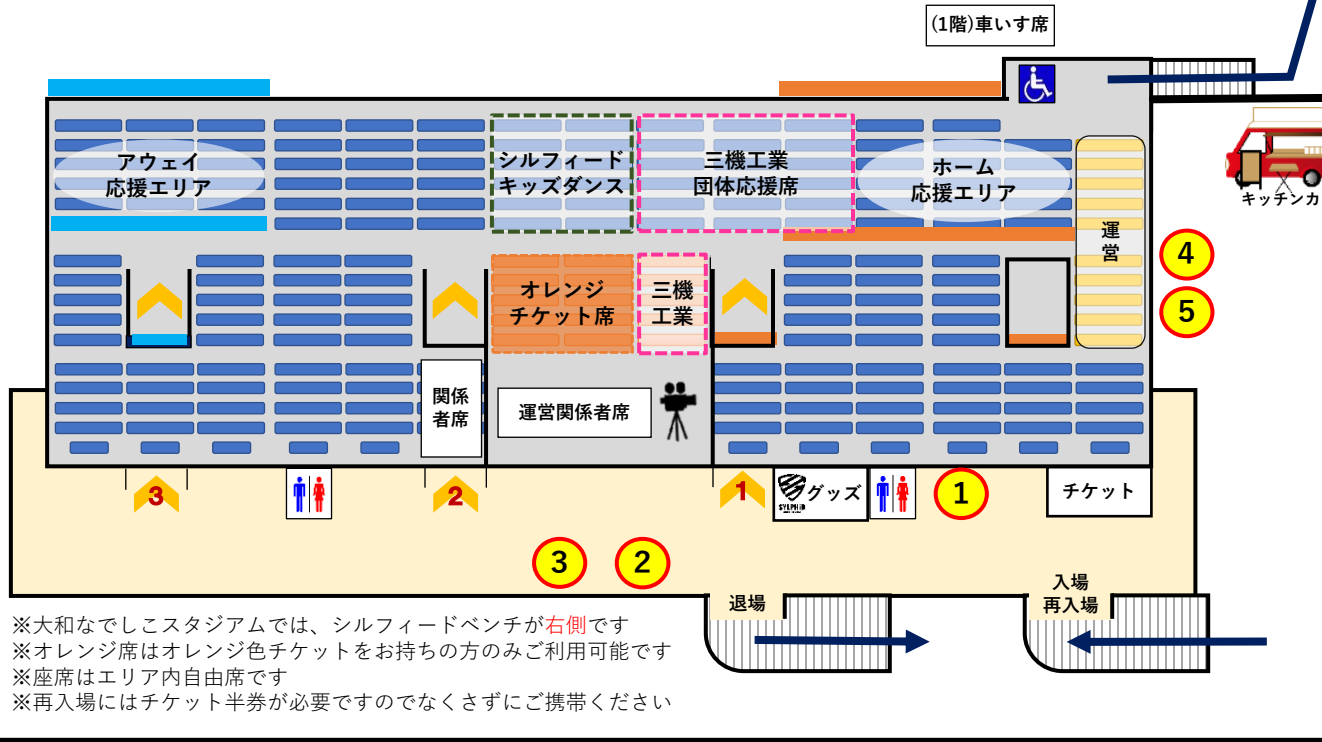 (1階)車いす席
アウェイ
応援エリア
シルフィード
キッズダンス
三機工業
団体応援席
ホーム
応援エリア
キッチンカ
運
営
4
5
オレンジ
チケット席
三機
工業
関係
者席
運営関係者席
3
2
1
SYLPHID
グッズ
1
チケット
3
2
退場
入場
再入場
※大和なでしこスタジアムでは、シルフィードベンチが右側です
※オレンジ席はオレンジ色チケットをお持ちの方のみご利用可能です
※座席はエリア内自由席です
※再入場にはチケット半券が必要ですのでなくさずにご携帯ください